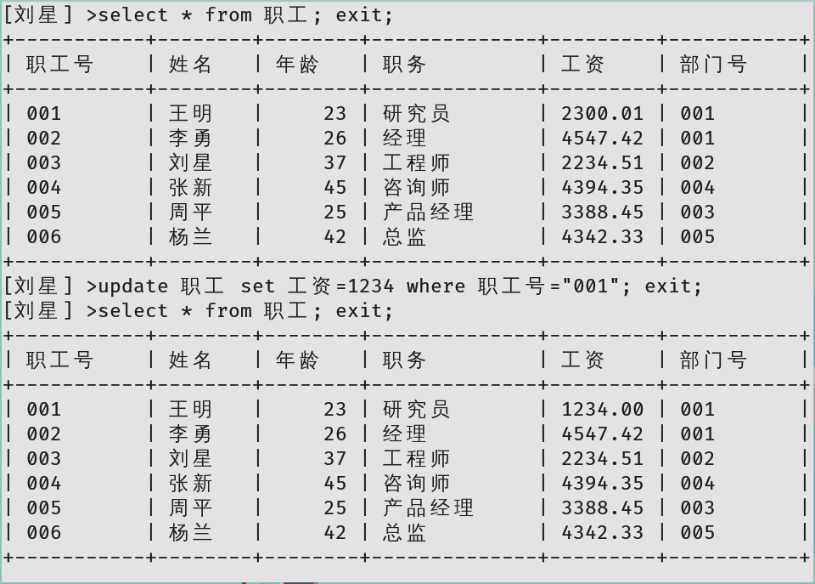 [刘星] >select * from 职工; exit;
+-----------+--------+--------+--------------+---------+-----------+
| 职工号 | 姓名 | 年龄 | 职务 | 工资 | 部门号 |
+-----------+--------+--------+--------------+---------+-----------+
| 001 | 王明 | 23 | 研究员 | 2300.01 | 001 |
| 002 | 李勇 | 26 | 经理 | 4547.42 | 001 |
| 003 | 刘星 | 37 | 工程师 | 2234.51 | 002 |
| 004 | 张新 | 45 | 咨询师 | 4394.35 | 004 |
| 005 | 周平 | 25 | 产品经理 | 3388.45 | 003 |
| 006 | 杨兰 | 42 | 总监 | 4342.33 | 005 |
+-----------+--------+--------+--------------+---------+-----------+
[刘星] >update 职工 set 工资=1234 where 职工号="001"; exit;
[刘星] >select * from 职工; exit;
+-----------+--------+--------+--------------+---------+-----------+
| 职工号 | 姓名 | 年龄 | 职务 | 工资 | 部门号 |
+-----------+--------+--------+--------------+---------+-----------+
| 001 | 王明 | 23 | 研究员 | 1234.00 | 001 |
| 002 | 李勇 | 26 | 经理 | 4547.42 | 001 |
| 003 | 刘星 | 37 | 工程师 | 2234.51 | 002 |
| 004 | 张新 | 45 | 咨询师 | 4394.35 | 004 |
| 005 | 周平 | 25 | 产品经理 | 3388.45 | 003 |
| 006 | 杨兰 | 42 | 总监 | 4342.33 | 005 |
+-----------+--------+--------+--------------+---------+-----------+